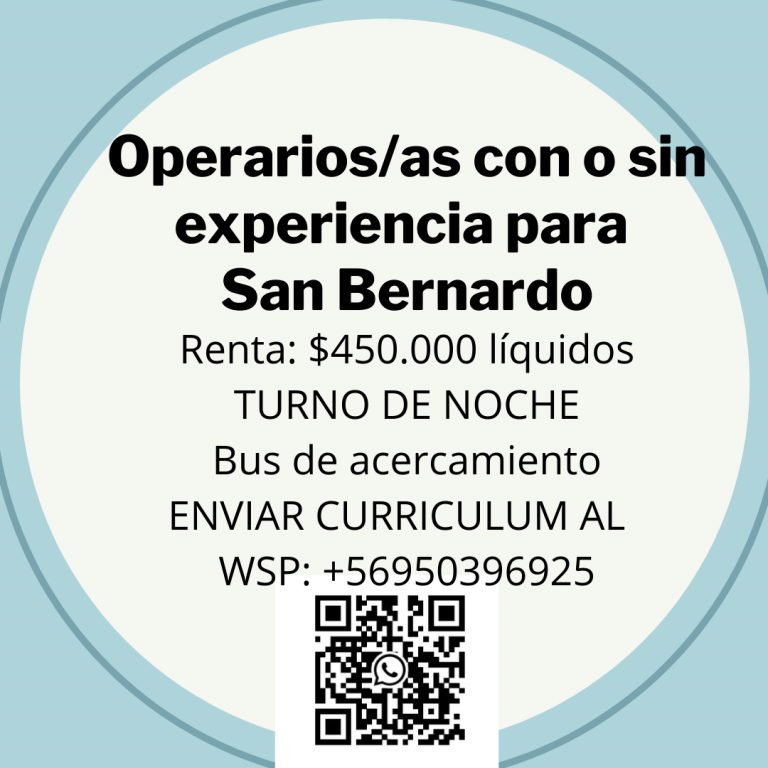 Operarios/as con o sin
experiencia para
San Bernardo
Renta: $450.000 líquidos
TURNO DE NOCHE
Bus de acercamiento
ENVIAR CURRICULUM AL
WSP: +56950396925